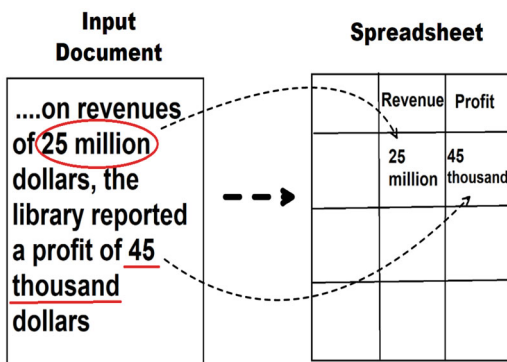 Input
Document
....on revenues
of 25 million
dollars, the
library reported
a profit of 45
thousand
dollars
Spreadsheet
Revenue Profit
25 45
million thousand